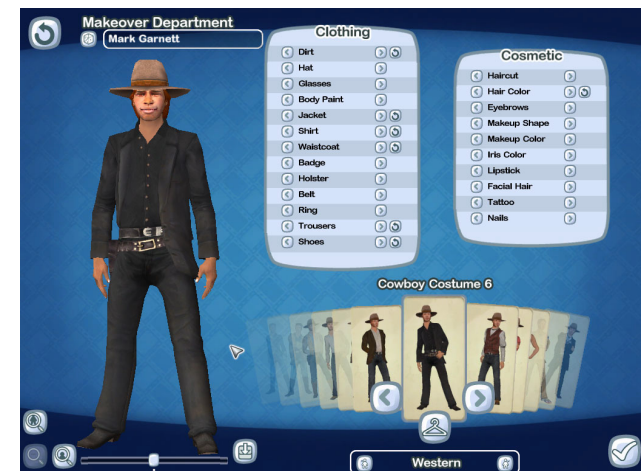 Makeover Department
Mark Garnett
Clothing
Dirt
Hat
Glasses
Body Paint
Jacket
Shirt
Waistcoat
Badge
Holster
Belt
Ring
Trousers
Shoes
Cosmetic
Haircut
Hair Color
Eyebrows
Makeup Shape
Makeup Color
Iris Color
Lipstick
Facial Hair
Tattoo
Nails
Cowboy Costume 6
Western